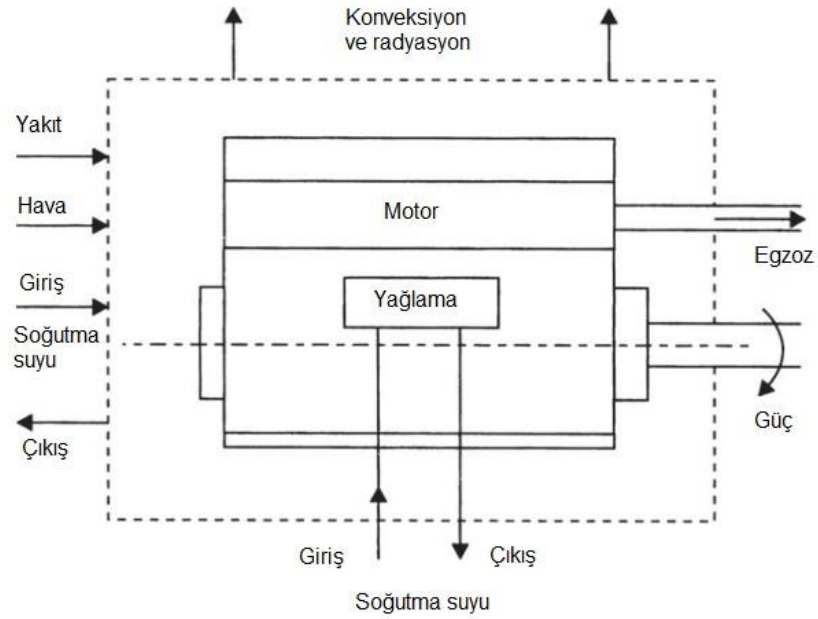 Konveksiyon
ve radyasyon
Yakıt
Hava
Motor
Egzoz
Giriş
Yağlama
Soğutma
suyu
Güç
Çıkış
Giriş
Çıkış
Soğutma suyu